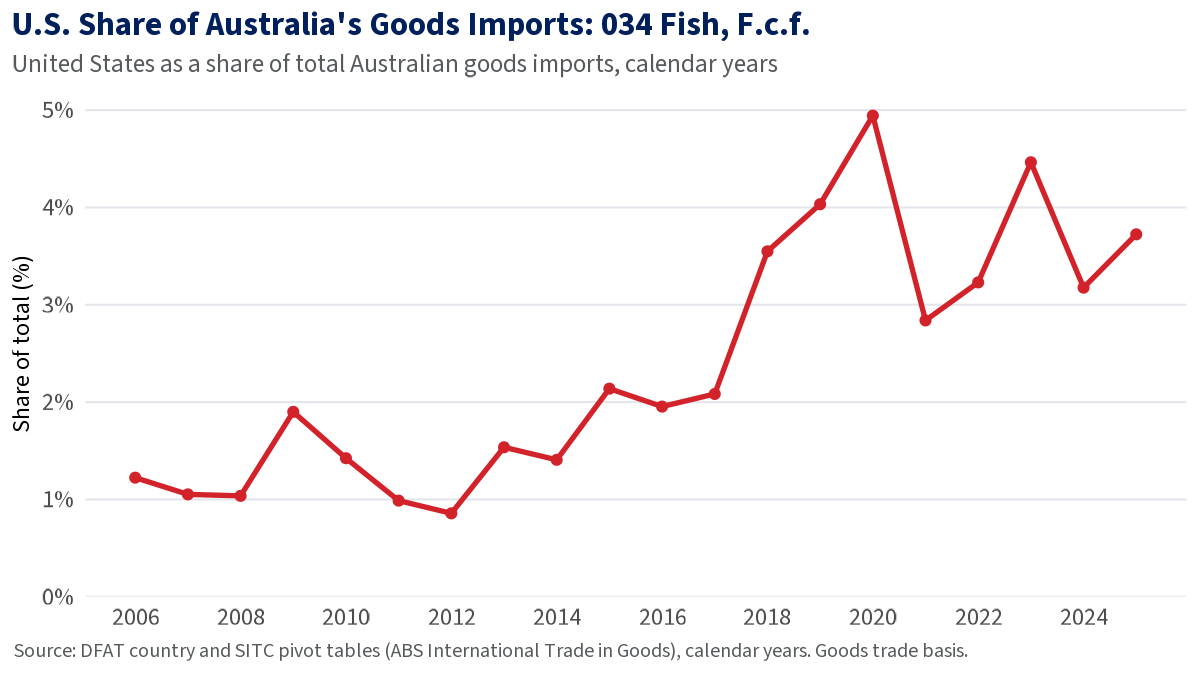 U.S. Share of Australia's Goods Imports: 034 Fish, F.c.f.
United States as a share of total Australian goods imports, calendar years
Share of total (%)
5%
4%
3%
2%
1%
0%
2006 2008 2010 2012 2014 2016 2018 2020 2022 2024
Source: DFAT country and SITC pivot tables (ABS International Trade in Goods), calendar years. Goods trade basis.